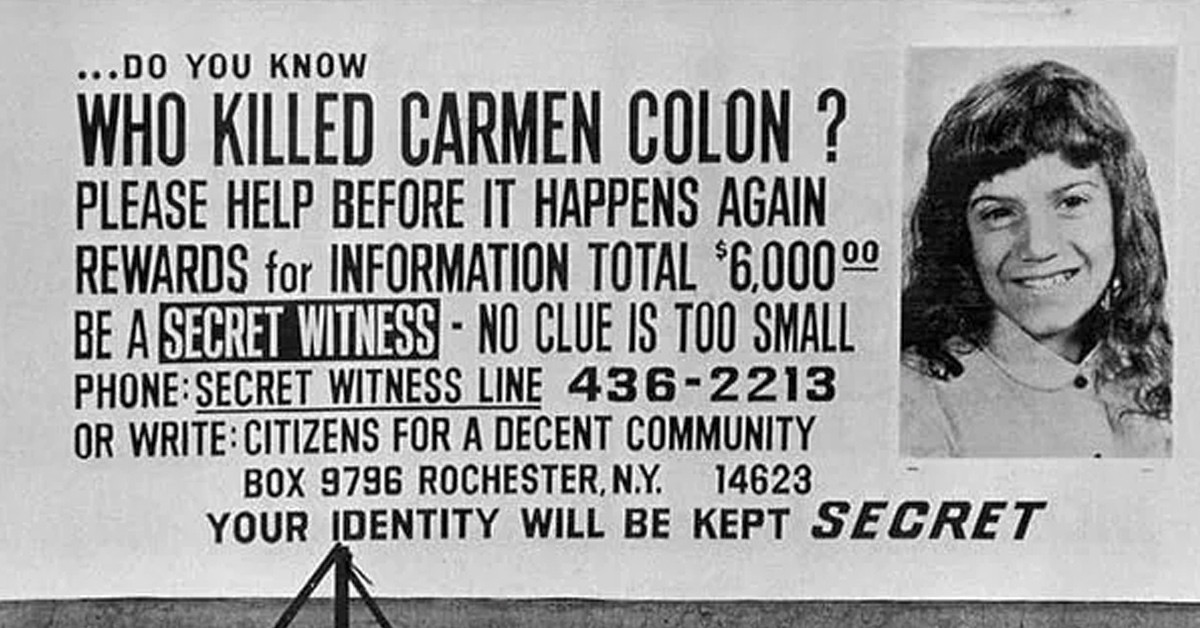 ...DO YOU KNOW
WHO KILLED CARMEN COLON ?
PLEASE HELP BEFORE IT HAPPENS AGAIN
REWARDS for INFORMATION TOTAL $6,000 00
BE A SECRET WITNESS - NO CLUE IS TOO SMALL
PHONE: SECRET WITNESS LINE 436-2213
OR WRITE: CITIZENS FOR A DECENT COMMUNITY
BOX 9796 ROCHESTER, N.Y. 14623
YOUR IDENTITY WILL BE KEPT SECRET